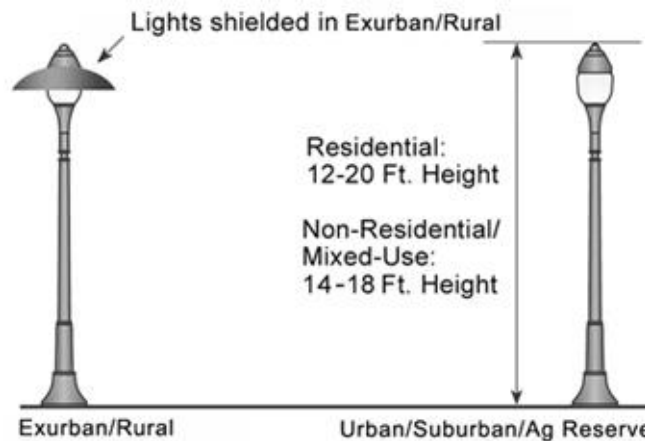 Lights shielded in Exurban/Rural
Residential:
12-20 Ft. Height
Non-Residential/
Mixed-Use:
14-18 Ft. Height
Exurban/Rural
Urban/Suburban/Ag Reserve